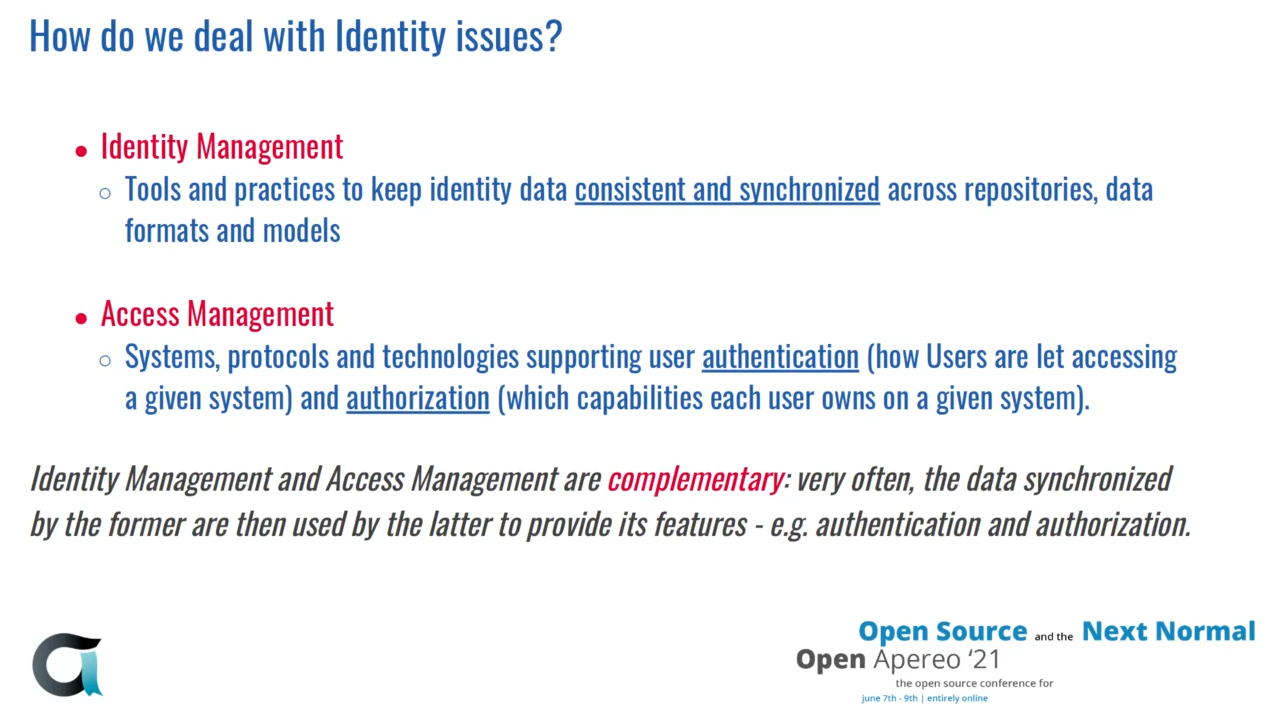 How do we deal with Identity issues?
● Identity Management
○ Tools and practices to keep identity data consistent and synchronized across repositories, data
formats and models
● Access Management
○ Systems, protocols and technologies supporting user authentication (how Users are let accessing
a given system) and authorization (which capabilities each user owns on a given system).
Identity Management and Access Management are complementary: very often, the data synchronized
by the former are then used by the latter to provide its features - e.g. authentication and authorization.
Open Source and the Next Normal
Open Apereo ‘21
the open source conference for
june 7th - 9th | entirely online